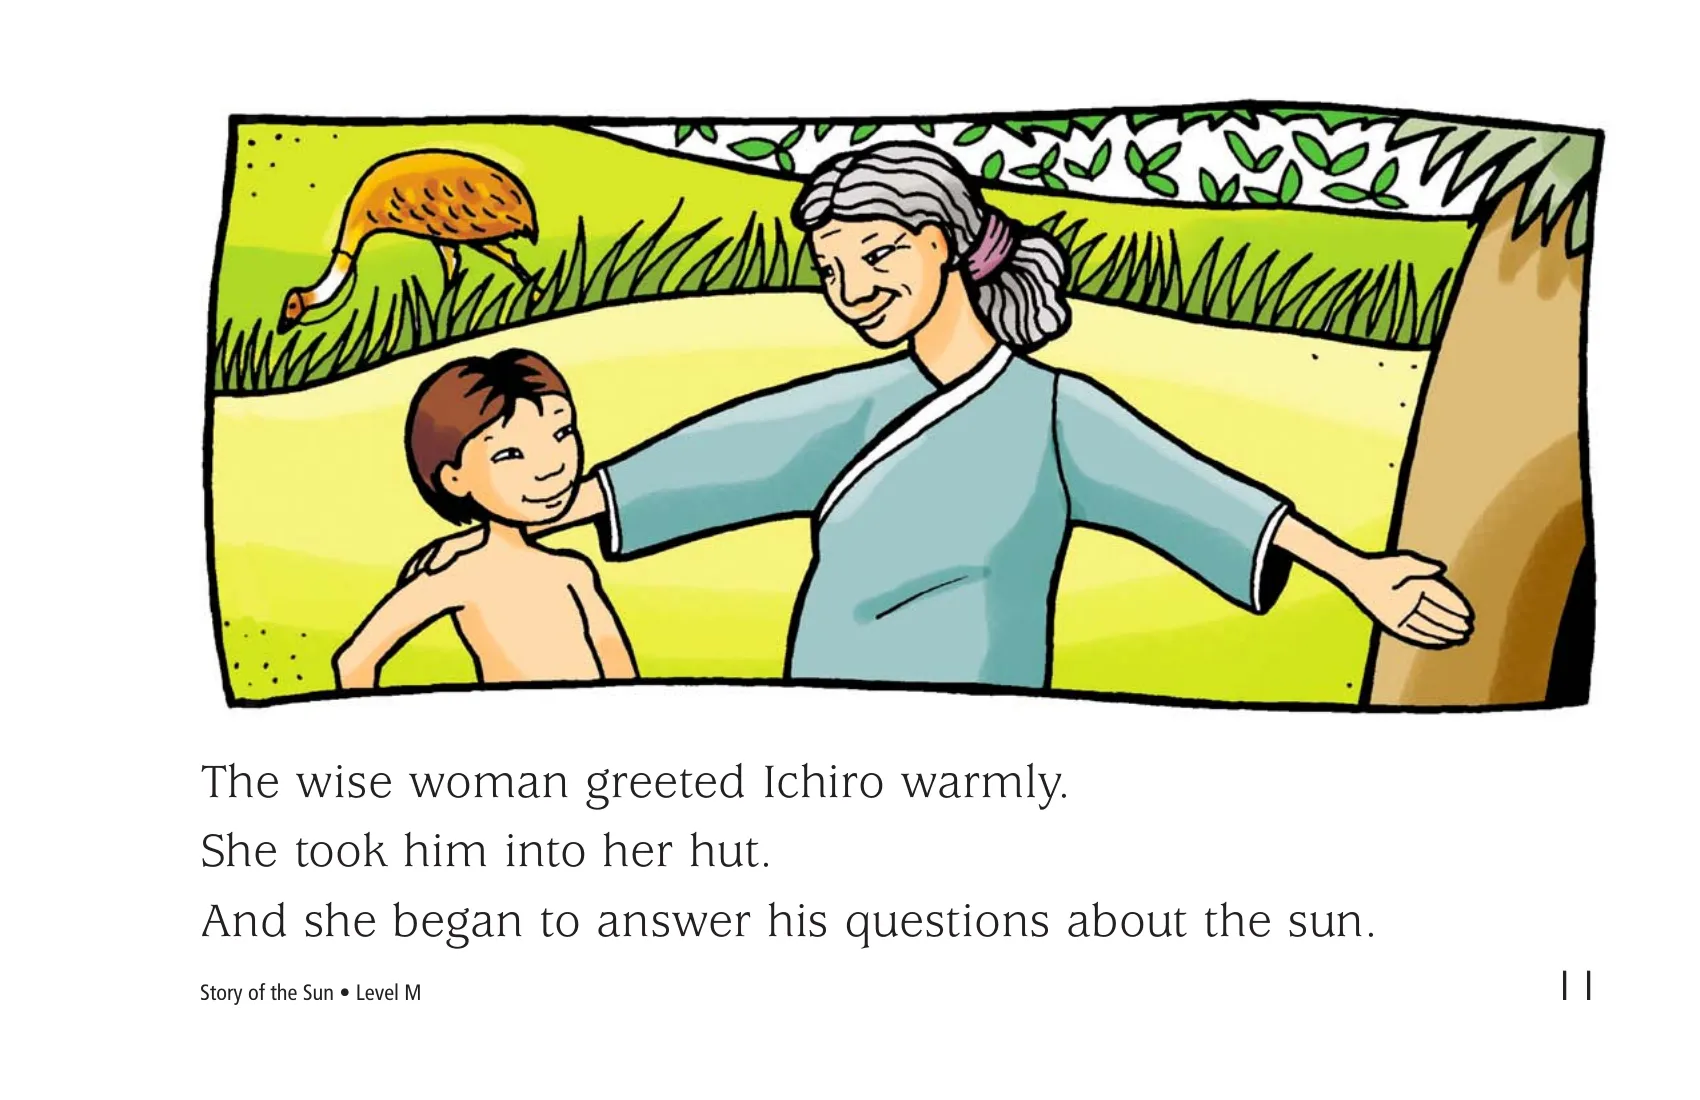 The wise woman greeted Ichiro warmly.
She took him into her hut.
And she began to answer his questions about the sun.
Story of the Sun • Level M
11